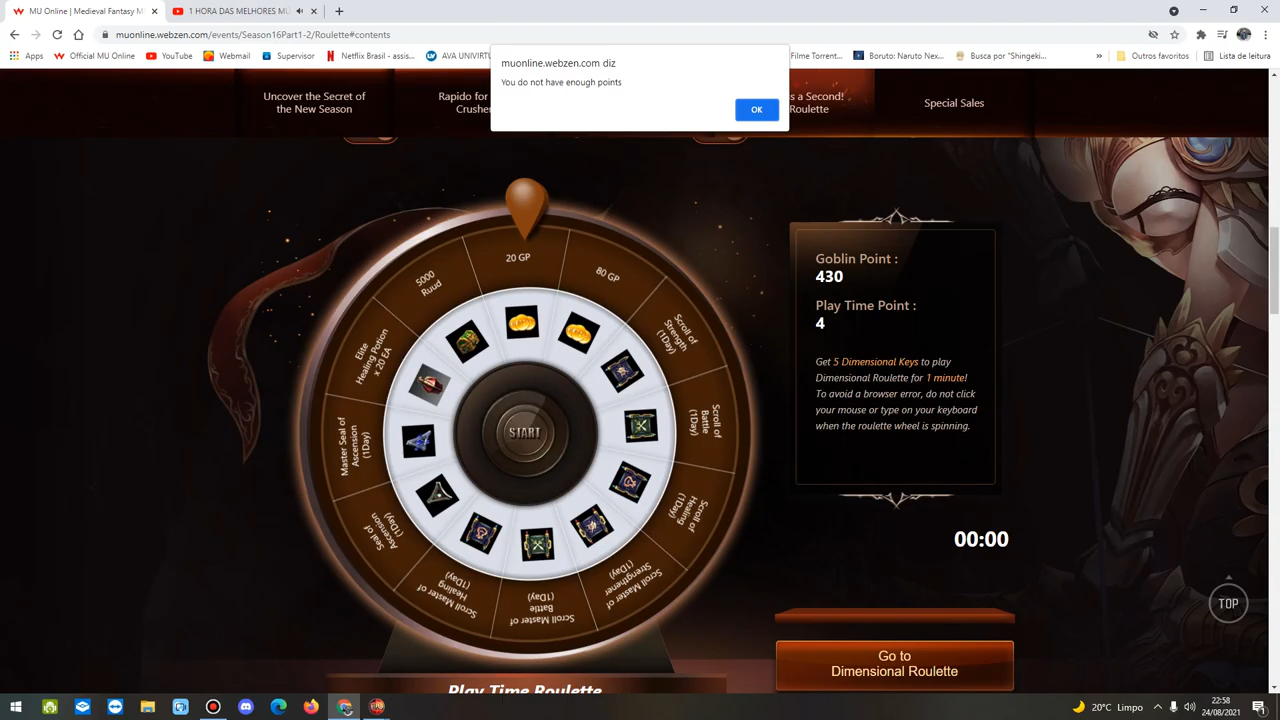 MU Online | Medieval Fantasy M
1 HORA DAS MELHORES MÚ
muonline.webzen.com/events/Season16Part1-2/Roulette#contents
Apps
Official MU Online
YouTube
Webmail
Supervisor
Netflix Brasil - assis...
AVA UNIVIRTU
Filme Torrent...
Boruto: Naruto Nex...
Busca por "Shingeki...
»
Outros favoritos
Lista de leitura
muonline.webzen.com diz
You do not have enough points
OK
Uncover the Secret of
the New Season
Rapido for
Crushe
s a Second!
Roulette
Special Sales
20 GP
80 GP
Scroll of
Strength
(1Day)
Scroll of
Battle
(1Day)
Scroll of
Healing
(1Day)
Scroll Master of
Strengthener
(1Day)
Scroll Master of
Battle
(1Day)
Scroll Master of
Healing
(1Day)
Seal of
Ascension
(1Day)
Master Seal of
Ascension
(1Day)
Elite
Healing Potion
x 20 EA
5000
Ruud
START
Play Time Roulette
Goblin Point :
430
Play Time Point :
4
Get 5 Dimensional Keys to play
Dimensional Roulette for 1 minute!
To avoid a browser error, do not click
your mouse or type on your keyboard
when the roulette wheel is spinning.
00:00
Go to
Dimensional Roulette
TOP
20°C Limpo
22:58
24/08/2021